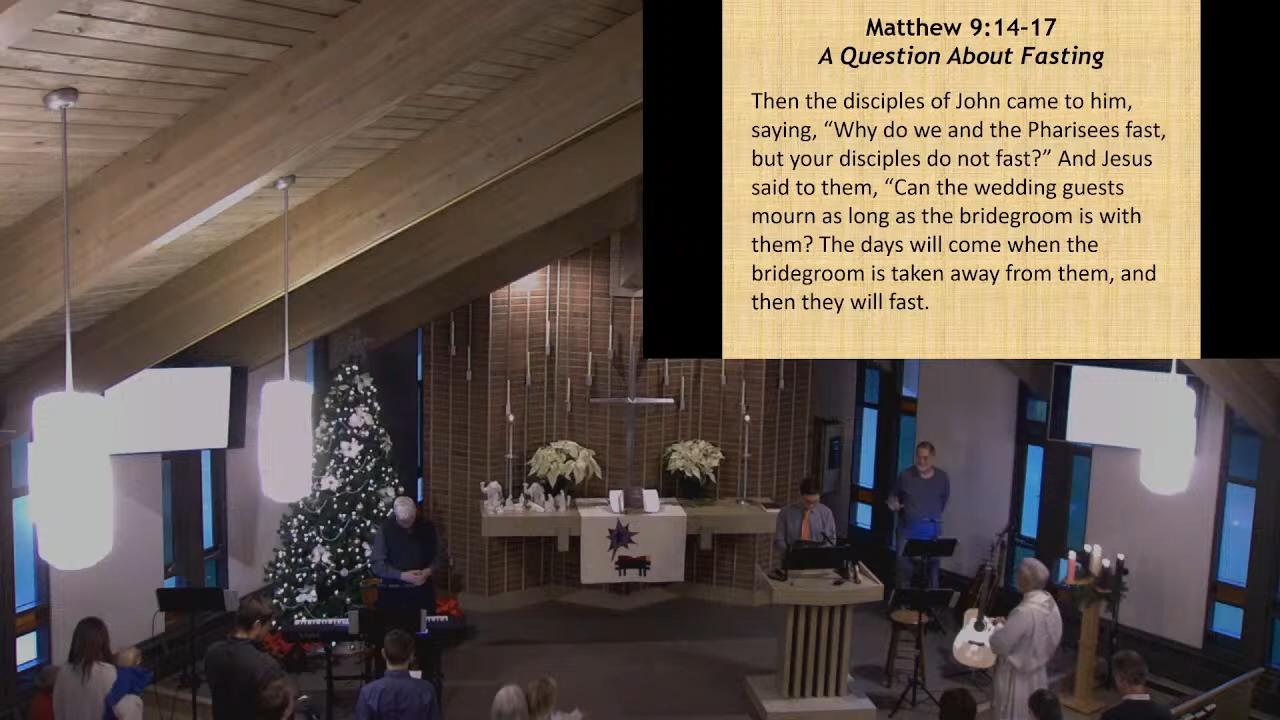 Matthew 9:14-17
A Question About Fasting
Then the disciples of John came to him,
saying, “Why do we and the Pharisees fast,
but your disciples do not fast?” And Jesus
said to them, “Can the wedding guests
mourn as long as the bridegroom is with
them? The days will come when the
bridegroom is taken away from them, and
then they will fast.